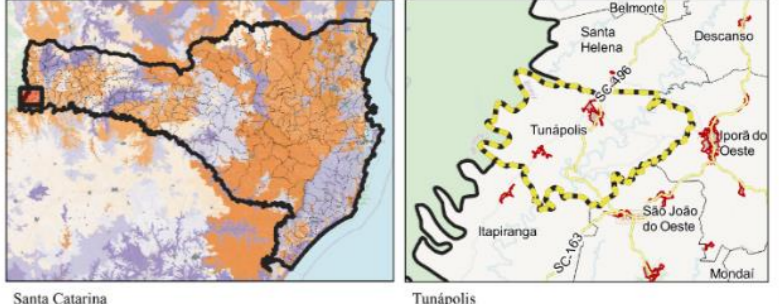 Belmonte
Santa
Helena
Descanso
SC-496
Tunápolis
Iporã do
Oeste
São João
do Oeste
Itapiranga
SC-163
Mondaí
Santa Catarina
Tunápolis